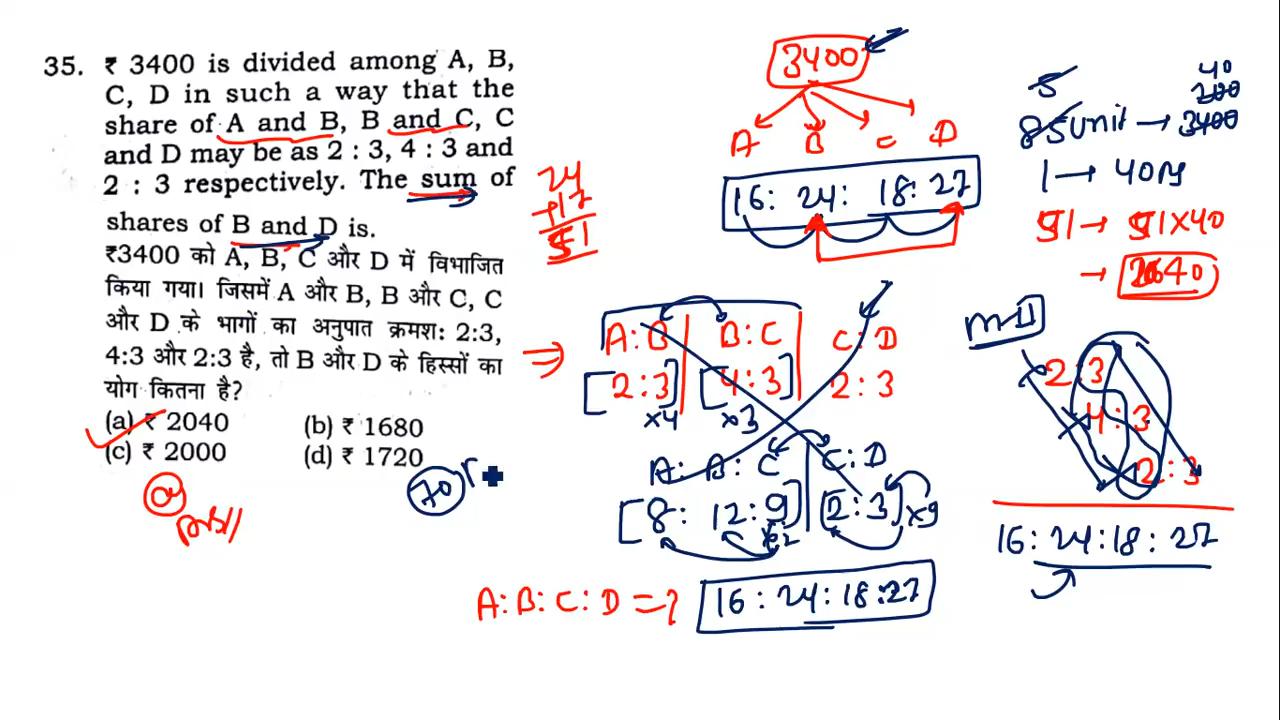 35. ₹ 3400 is divided among A, B,
C, D in such a way that the
share of A and B, B and C, C
and D may be as 2 : 3, 4 : 3 and
2 : 3 respectively. The sum of
shares of B and D is.
₹3400 को A, B, C और D में विभाजित
किया गया। जिसमें A और B, B और C, C
और D के भागों का अनुपात क्रमश: 2:3,
4:3 और 2:3 है, तो B और D के हिस्सों का
योग कितना है?
(a) ₹ 2040 (b) ₹ 1680
(c) ₹ 2000 (d) ₹ 1720
a
70
24
51
3400
A B C D
16 : 24 : 18 : 27
A : B B : C C : D
[2 : 3] [4 : 3] 2 : 3
×4 ×3
A : B : C C : D
[8 : 12 : 9] [2 : 3] ×9
×2
A : B : C : D = ?
16 : 24 : 18 : 27
5 40
200
85 unit → 3400
1 → 40
51 → 51×40
→
2 : 3
4 : 3
2 : 3
16 : 24 : 18 : 27